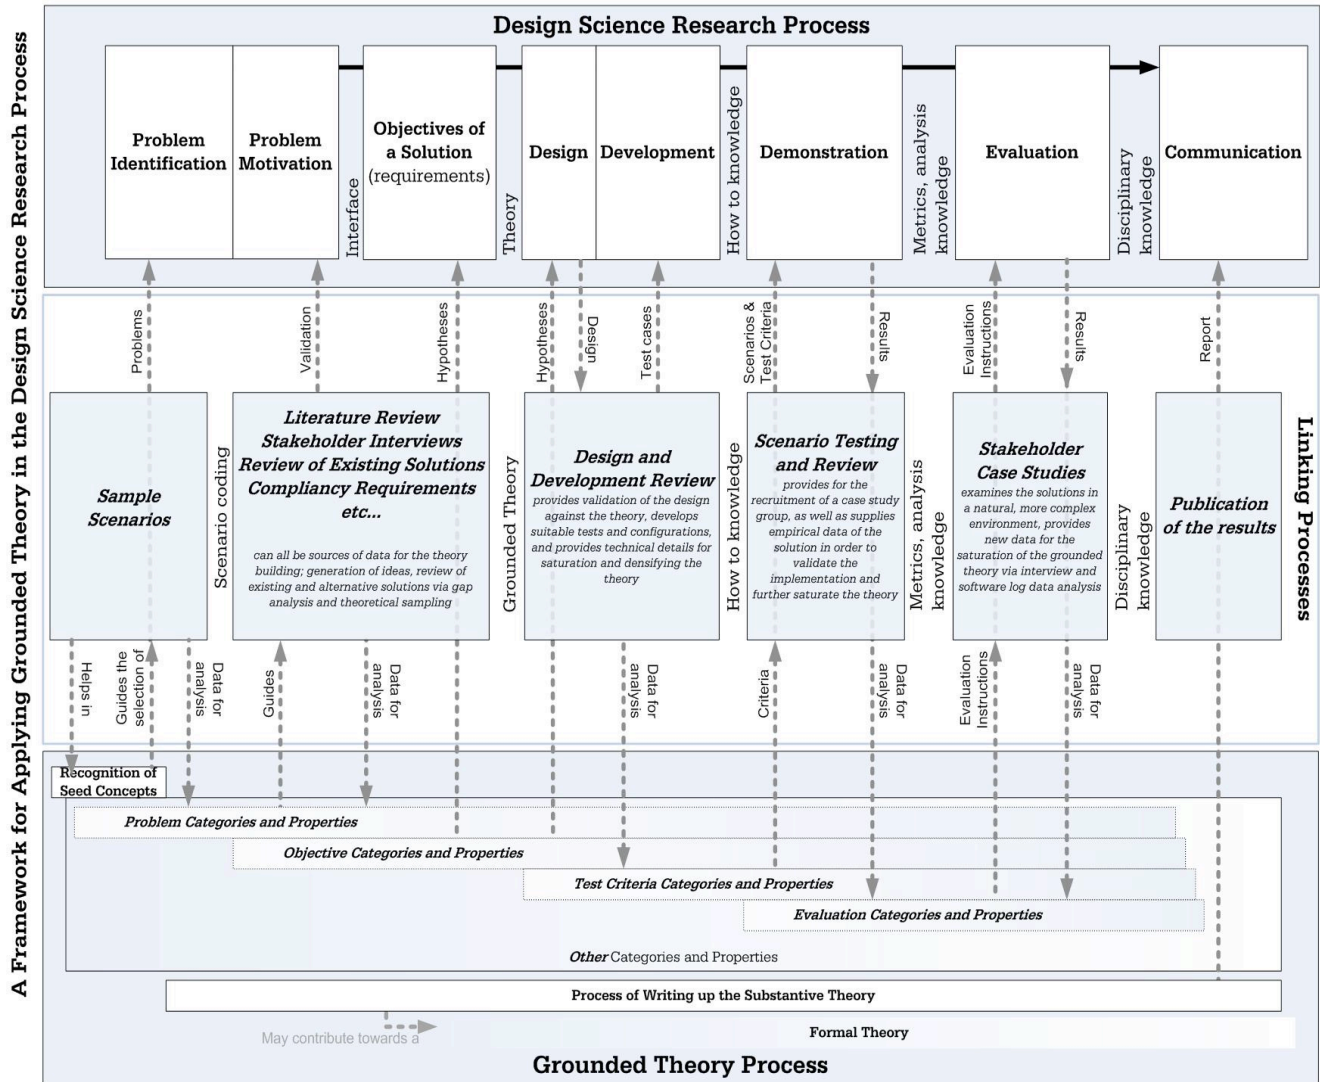 A Framework for Applying Grounded Theory in the Design Science Research Process
Design Science Research Process
Problem
Identification
Problem
Motivation
Interface
Objectives of
a Solution
(requirements)
Theory
Design
Development
How to knowledge
Demonstration
Metrics, analysis
knowledge
Evaluation
Disciplinary
knowledge
Communication
Problems
Validation
Hypotheses
Hypotheses
Design
Test cases
Scenarios &
Test Criteria
Results
Evaluation
Instructions
Results
Report
Linking Processes
Sample
Scenarios
Scenario coding
Literature Review
Stakeholder Interviews
Review of Existing Solutions
Compliancy Requirements
etc...
can all be sources of data for the theory
building; generation of ideas, review of
existing and alternative solutions via gap
analysis and theoretical sampling
Grounded Theory
Design and
Development Review
provides validation of the design
against the theory, develops
suitable tests and configurations,
and provides technical details for
saturation and densifying the
theory
How to knowledge
Scenario Testing
and Review
provides for the
recruitment of a case study
group, as well as supplies
empirical data of the
solution in order to
validate the
implementation and
further saturate the theory
Metrics, analysis
knowledge
Stakeholder
Case Studies
examines the solutions in
a natural, more complex
environment, provides
new data for the
saturation of the grounded
theory via interview and
software log data analysis
Disciplinary
knowledge
Publication
of the results
Helps in
Guides the
selection of
Data for
analysis
Guides
Data for
analysis
Data for
analysis
Criteria
Data for
analysis
Evaluation
Instructions
Data for
analysis
Recognition of
Seed Concepts
Problem Categories and Properties
Objective Categories and Properties
Test Criteria Categories and Properties
Evaluation Categories and Properties
Other Categories and Properties
Process of Writing up the Substantive Theory
May contribute towards a
Formal Theory
Grounded Theory Process